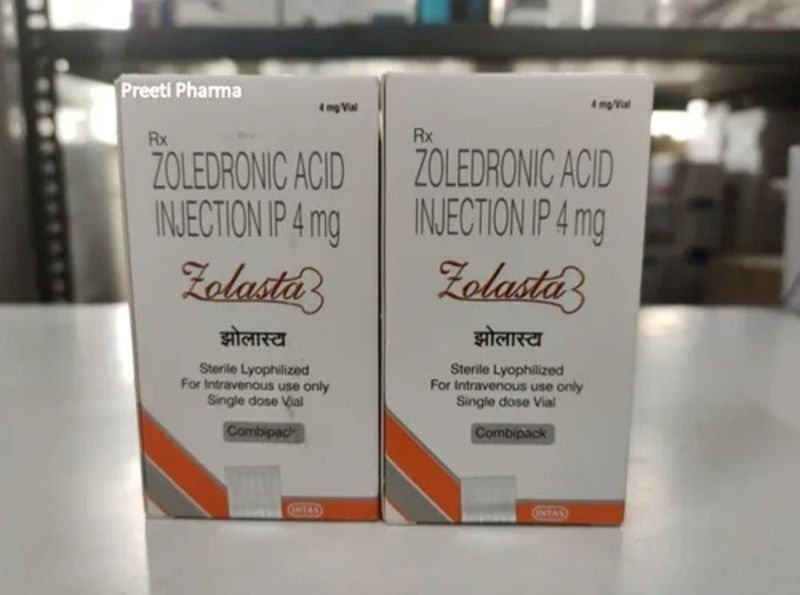 Preeti Pharma
4 mg/Vial
Rx
ZOLEDRONIC ACID
INJECTION IP 4 mg
Zolasta
झोलास्टा
Sterile Lyophilized
For Intravenous use only
Single dose Vial
Combipack
INTAS
4 mg/Vial
Rx
ZOLEDRONIC ACID
INJECTION IP 4 mg
Zolasta
झोलास्टा
Sterile Lyophilized
For Intravenous use only
Single dose Vial
Combipack
INTAS